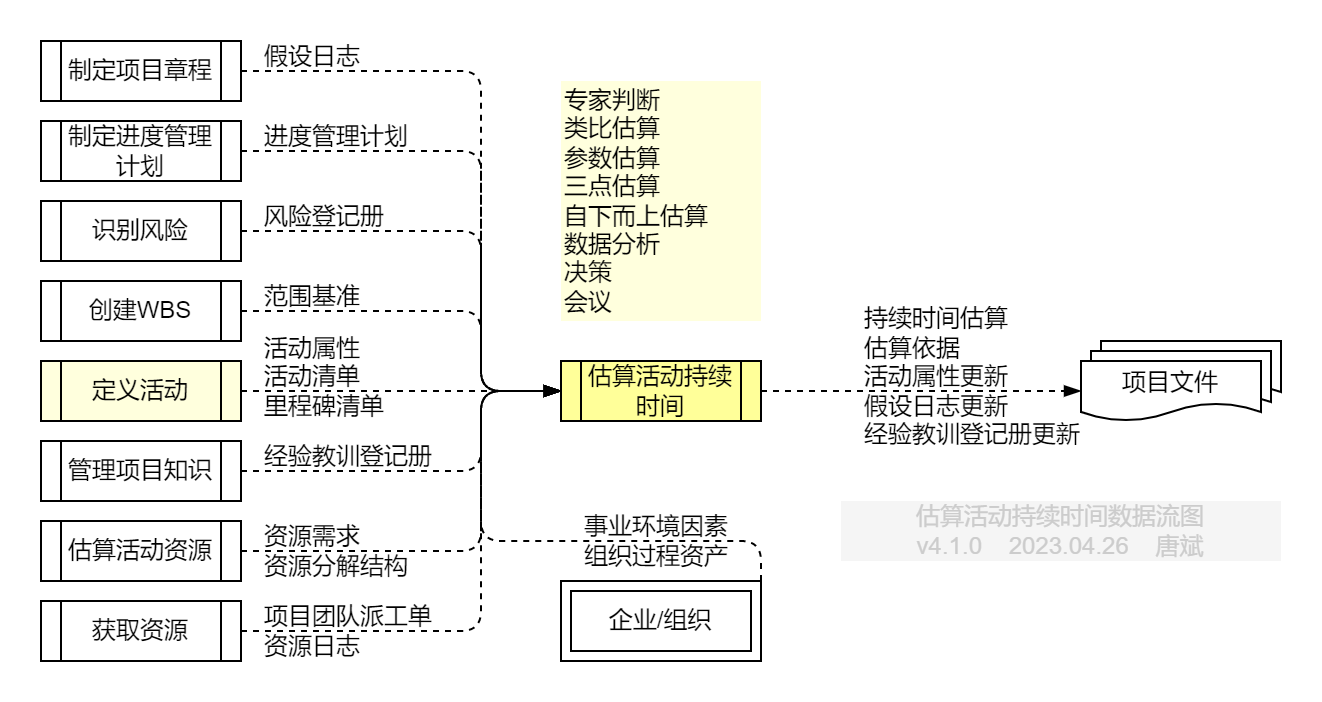 制定项目章程
假设日志
制定进度管理
计划
进度管理计划
识别风险
风险登记册
创建WBS
范围基准
定义活动
活动属性
活动清单
里程碑清单
管理项目知识
经验教训登记册
估算活动资源
资源需求
资源分解结构
获取资源
项目团队派工单
资源日志
专家判断
类比估算
参数估算
三点估算
自下而上估算
数据分析
决策
会议
估算活动持续
时间
事业环境因素
组织过程资产
企业/组织
持续时间估算
估算依据
活动属性更新
假设日志更新
经验教训登记册更新
项目文件
估算活动持续时间数据流图
v4.1.0 2023.04.26 唐斌